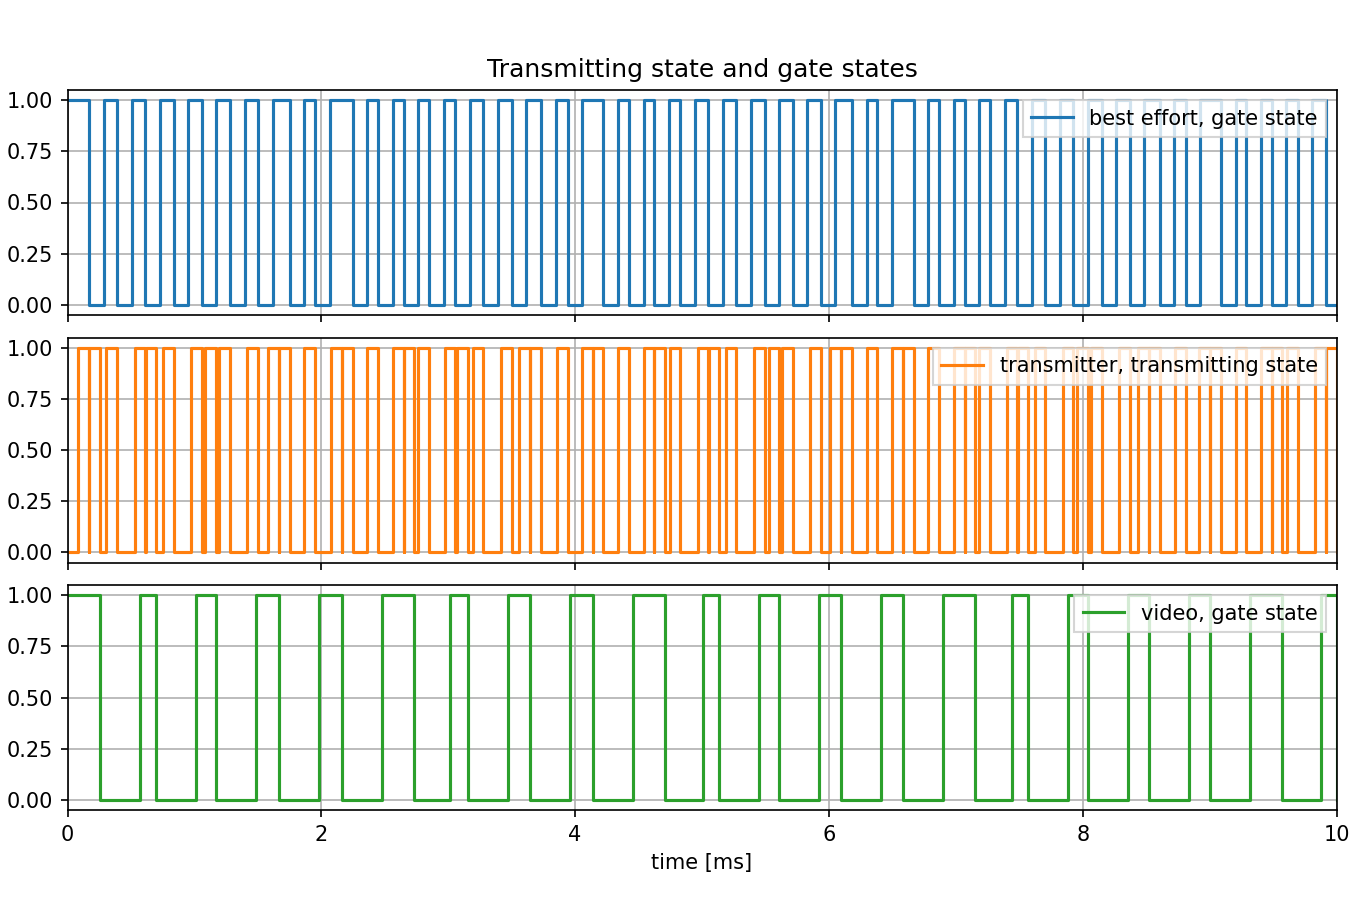 Transmitting state and gate states
1.00
0.75
0.50
0.25
0.00
best effort, gate state
1.00
0.75
0.50
0.25
0.00
transmitter, transmitting state
1.00
0.75
0.50
0.25
0.00
video, gate state
0 2 4 6 8 10
time [ms]